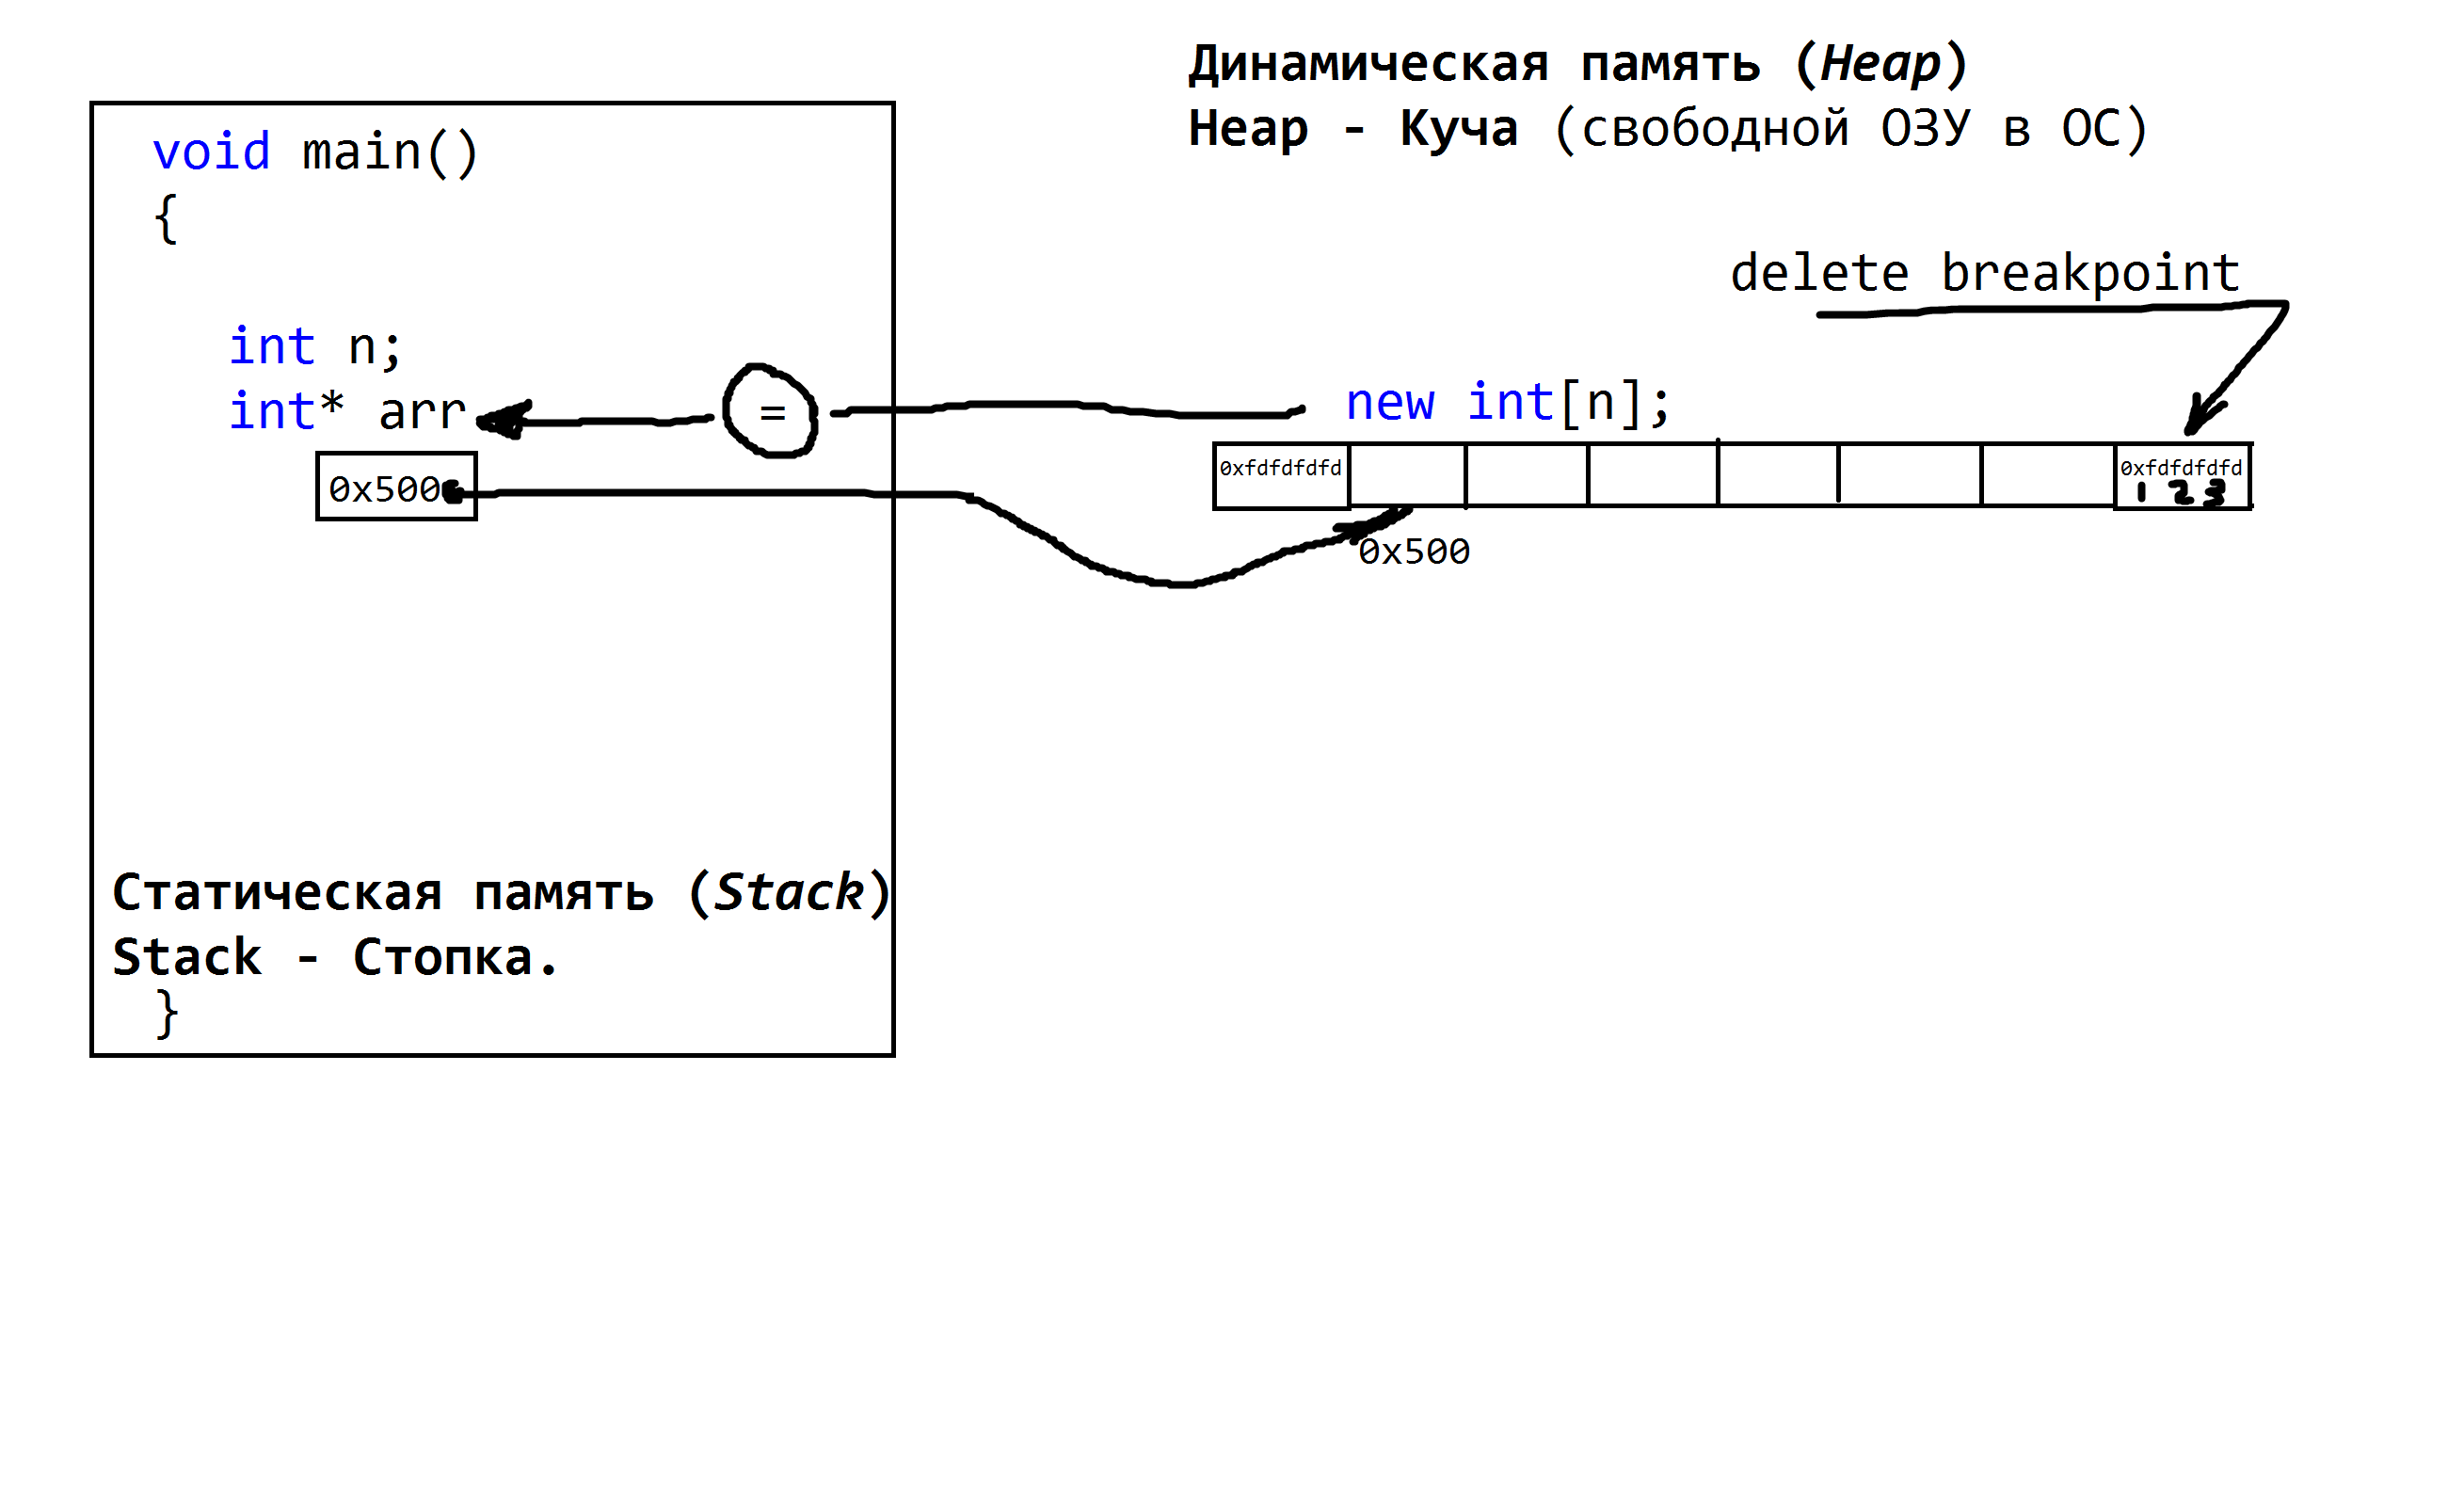 Динамическая память (Heap)
Heap - Куча (свободной ОЗУ в ОС)
void main()
{
delete breakpoint
int n;
int* arr = new int[n];
0x500
0xfdfdfdfd 0xfdfdfdfd
1 2 3
0x500
Статическая память (Stack)
Stack - Стопка.
}